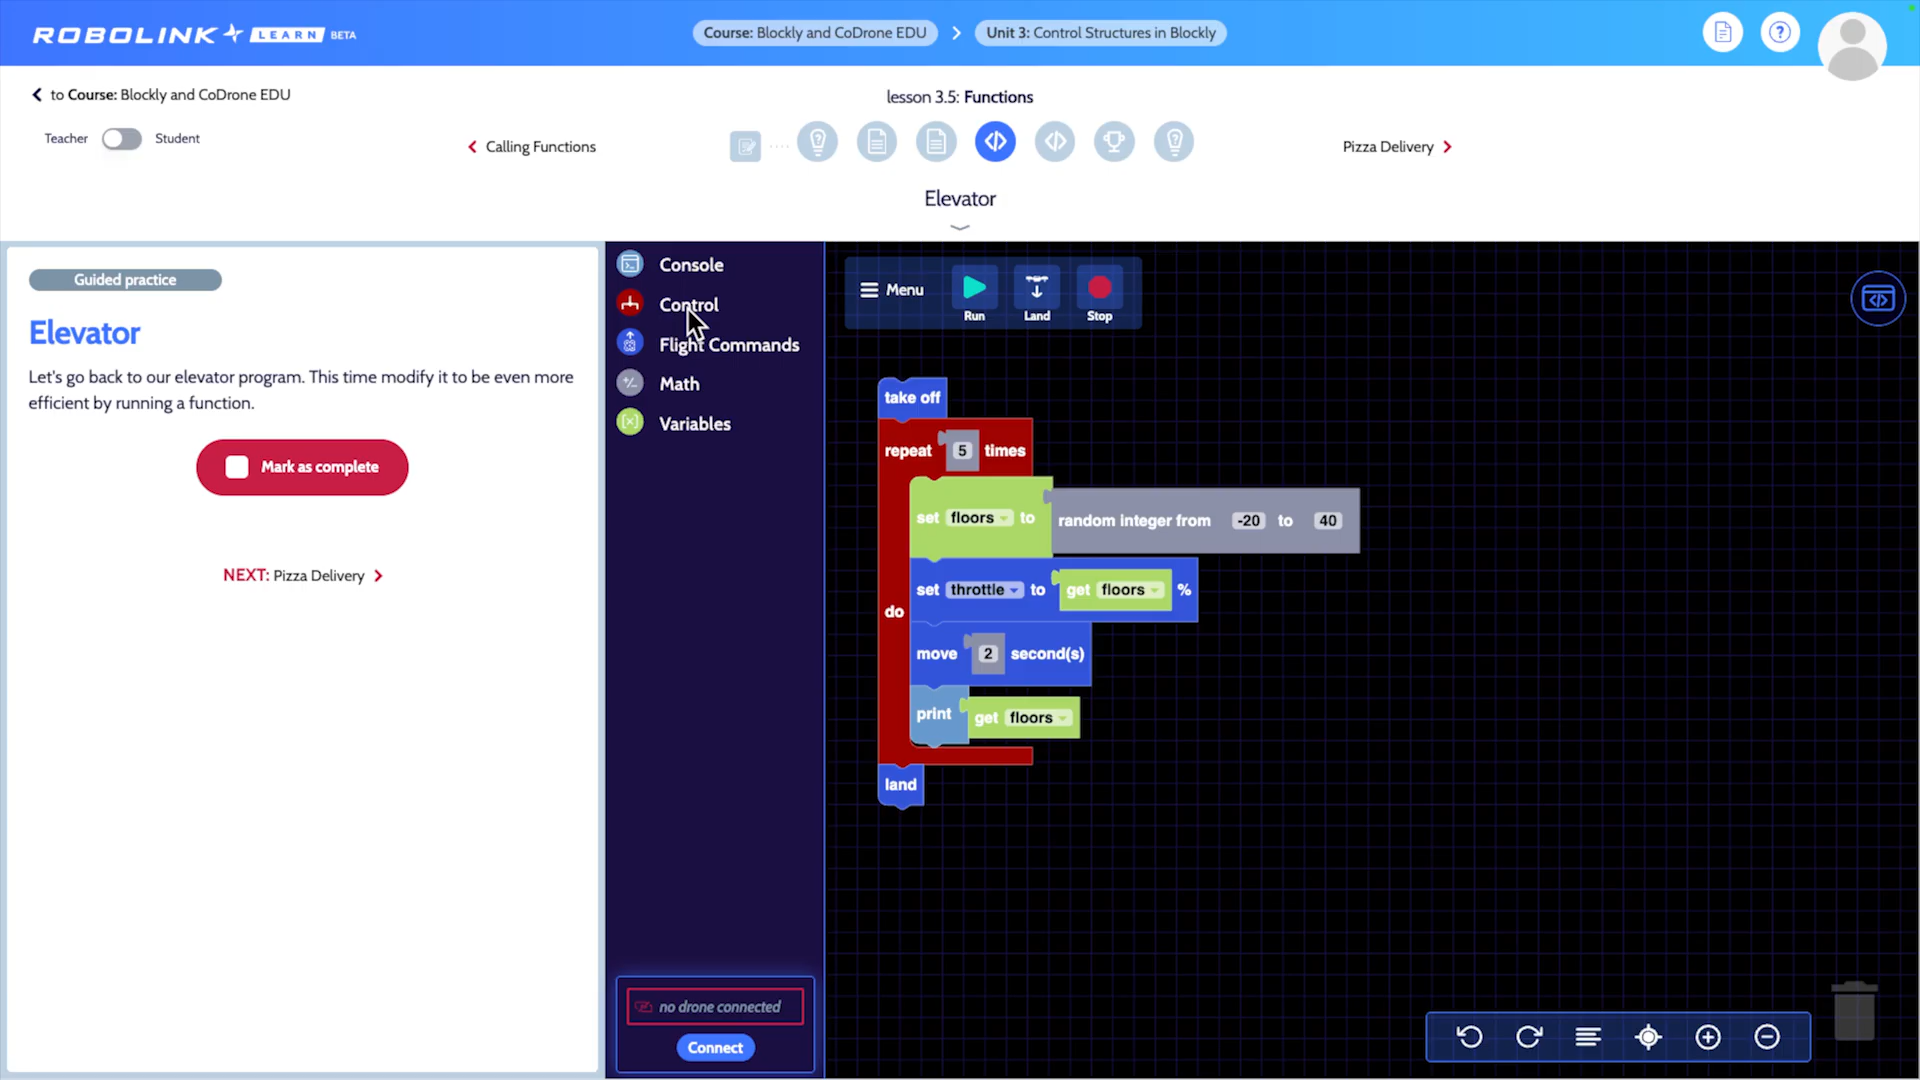 ROBOLINK LEARN BETA
Course: Blockly and CoDrone EDU
Unit 3: Control Structures in Blockly
to Course: Blockly and CoDrone EDU
lesson 3.5: Functions
Teacher
Student
Calling Functions
Pizza Delivery
Elevator
Guided practice
Elevator
Let's go back to our elevator program. This time modify it to be even more
efficient by running a function.
Mark as complete
NEXT: Pizza Delivery
Console
Control
Flight Commands
Math
Variables
no drone connected
Connect
Menu
Run
Land
Stop
take off
repeat 5 times
set floors to random integer from -20 to 40
do
set throttle to get floors %
move 2 second(s)
print get floors
land